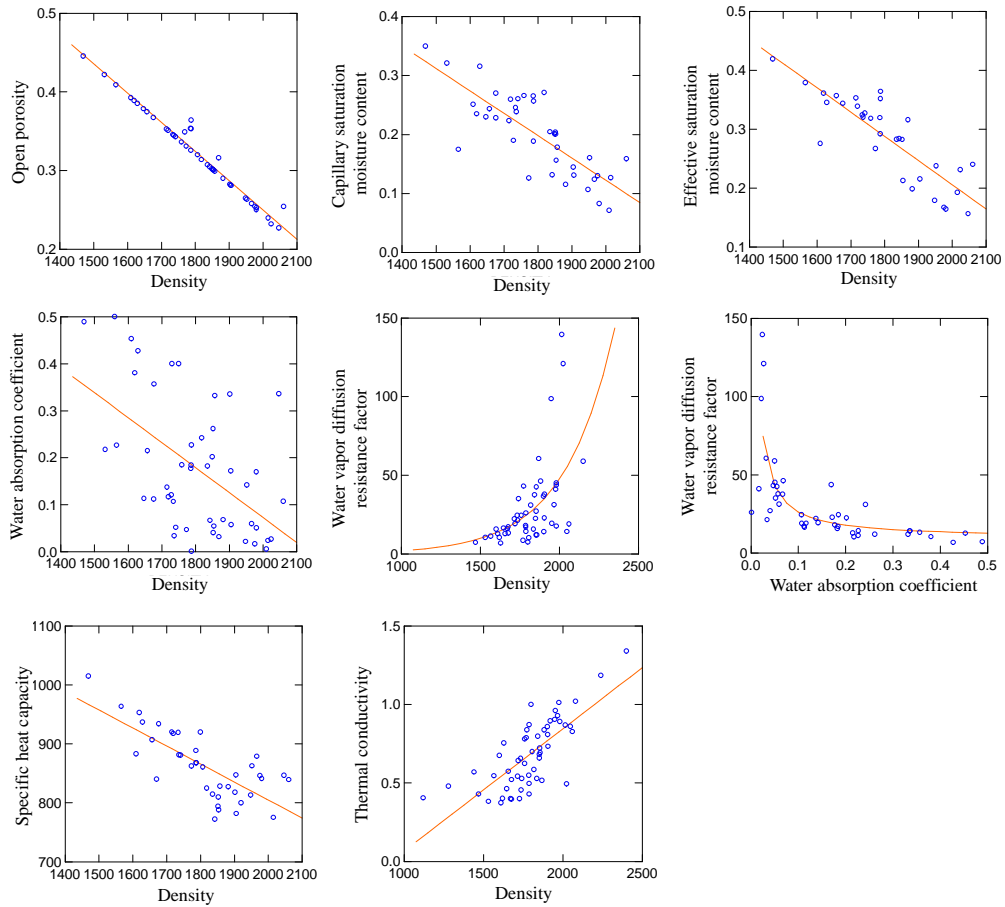 Open porosity
0.5
0.4
0.3
0.2
1400 1500 1600 1700 1800 1900 2000 2100
Density
Capillary saturation
moisture content
0.4
0.3
0.2
0.1
0.0
1400 1500 1600 1700 1800 1900 2000 2100
Density
Effective saturation
moisture content
0.5
0.4
0.3
0.2
0.1
1400 1500 1600 1700 1800 1900 2000 2100
Density
Water absorption coefficient
0.5
0.4
0.3
0.2
0.1
0.0
1400 1500 1600 1700 1800 1900 2000 2100
Density
Water vapor diffusion
resistance factor
150
100
50
0
1000 1500 2000 2500
Density
Water vapor diffusion
resistance factor
150
100
50
0
0.0 0.1 0.2 0.3 0.4 0.5
Water absorption coefficient
Specific heat capacity
1100
1000
900
800
700
1400 1500 1600 1700 1800 1900 2000 2100
Density
Thermal conductivity
1.5
1.0
0.5
0.0
1000 1500 2000 2500
Density